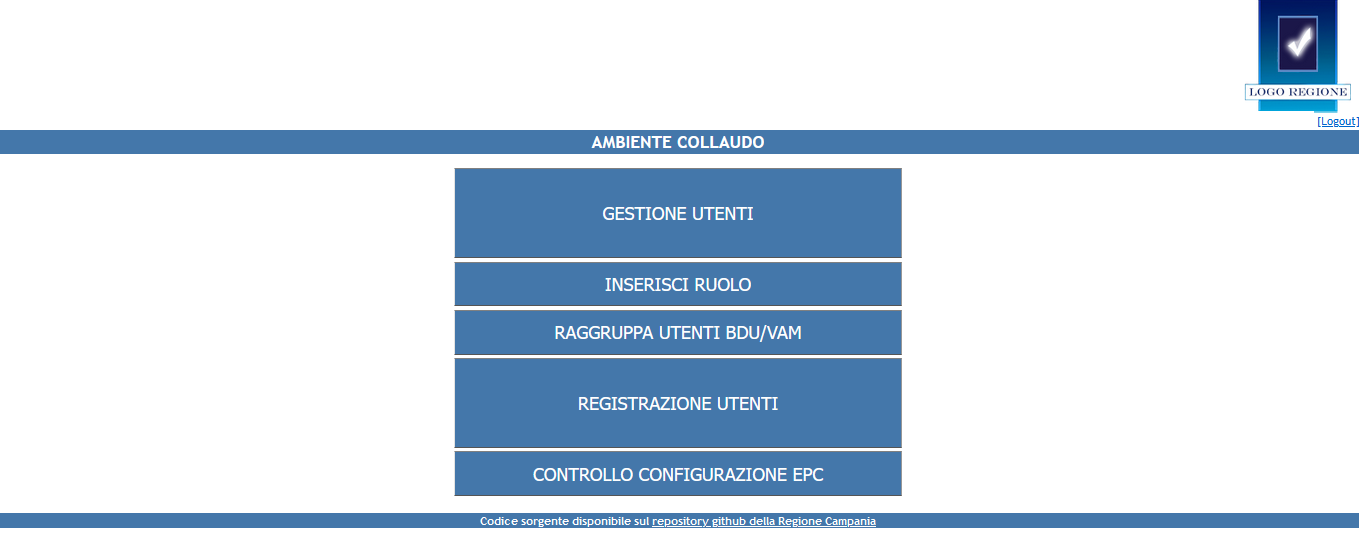 LOGO REGIONE
[Logout]
AMBIENTE COLLAUDO
GESTIONE UTENTI
INSERISCI RUOLO
RAGGRUPPA UTENTI BDU/VAM
REGISTRAZIONE UTENTI
CONTROLLO CONFIGURAZIONE EPC
Codice sorgente disponibile sul repository github della Regione Campania